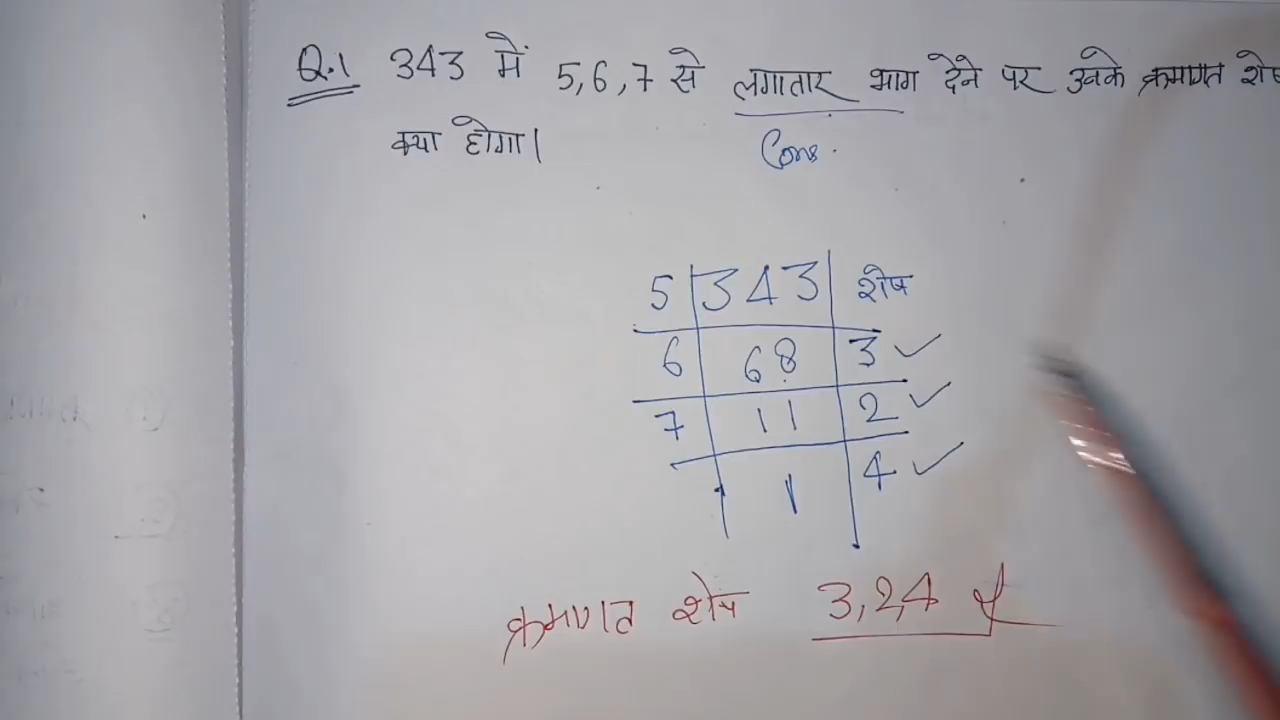 Q.1 343 में 5,6,7 से लगातार भाग देने पर उनके क्रमागत
क्या होगा।
Cons.
5 343 शेष
6 68 3
7 11 2
1 4
क्रमागत शेष 3,2,4